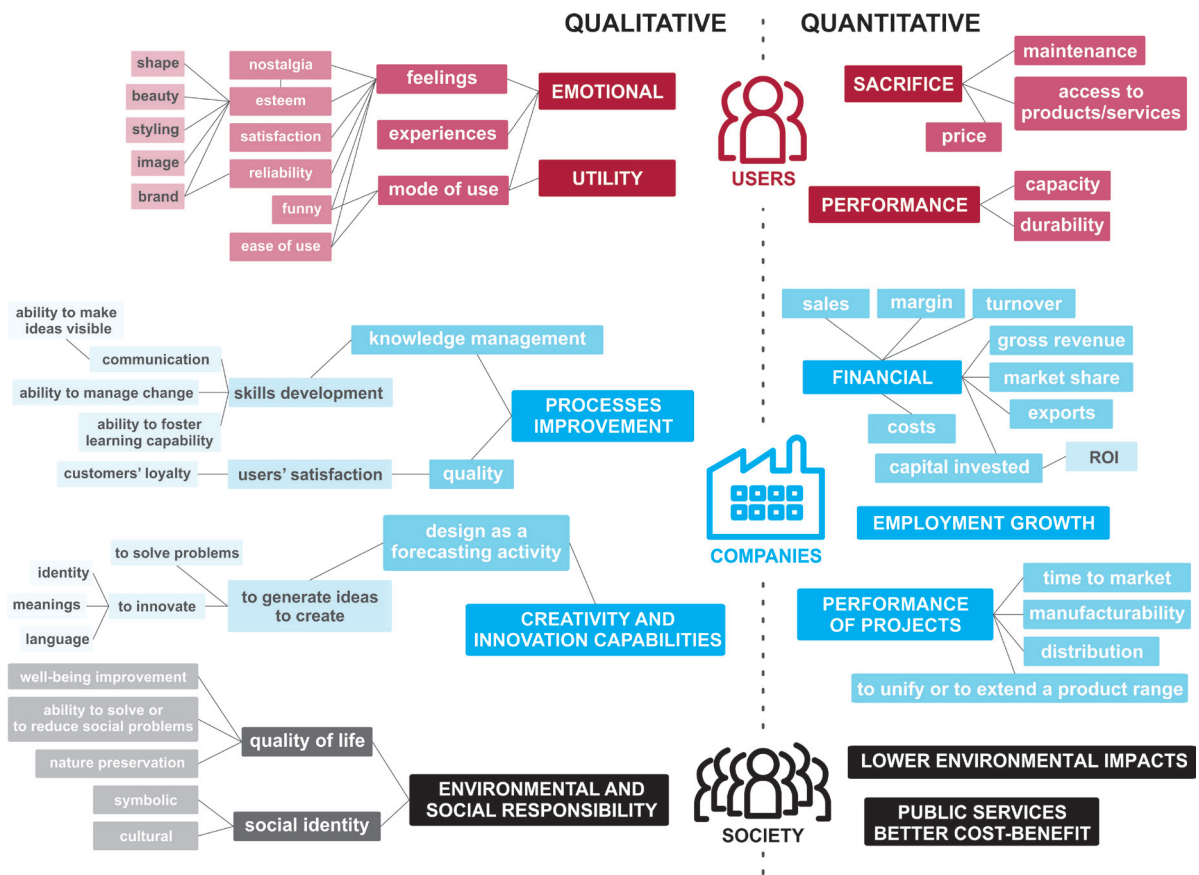 QUALITATIVE
QUANTITATIVE
shape
beauty
styling
image
brand
nostalgia
esteem
satisfaction
reliability
funny
ease of use
feelings
experiences
mode of use
EMOTIONAL
UTILITY
USERS
SACRIFICE
maintenance
access to
products/services
price
PERFORMANCE
capacity
durability
ability to make
ideas visible
communication
ability to manage change
ability to foster
learning capability
customers’ loyalty
skills development
users’ satisfaction
knowledge management
quality
PROCESSES
IMPROVEMENT
to solve problems
identity
meanings
language
to innovate
to generate ideas
to create
design as a
forecasting activity
CREATIVITY AND
INNOVATION CAPABILITIES
COMPANIES
sales
margin
turnover
gross revenue
FINANCIAL
market share
exports
costs
capital invested
ROI
EMPLOYMENT GROWTH
PERFORMANCE
OF PROJECTS
time to market
manufacturability
distribution
to unify or to extend a product range
well-being improvement
ability to solve or
to reduce social problems
nature preservation
symbolic
cultural
quality of life
social identity
ENVIRONMENTAL AND
SOCIAL RESPONSIBILITY
SOCIETY
LOWER ENVIRONMENTAL IMPACTS
PUBLIC SERVICES
BETTER COST-BENEFIT